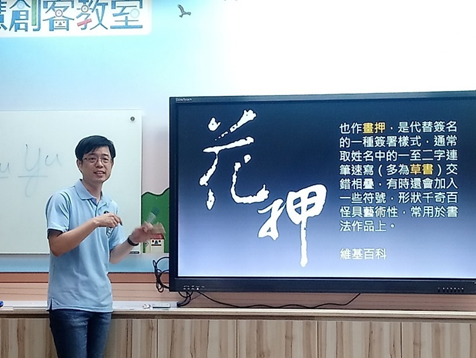 慧創客教室
花押
也作畫押，是代替簽名
的一種簽署樣式，通常
取姓名中的一至二字連
筆速寫（多為草書）交
錯相疊，有時還會加入
一些符號，形狀千奇百
怪具藝術性，常用於書
法作品上。
維基百科